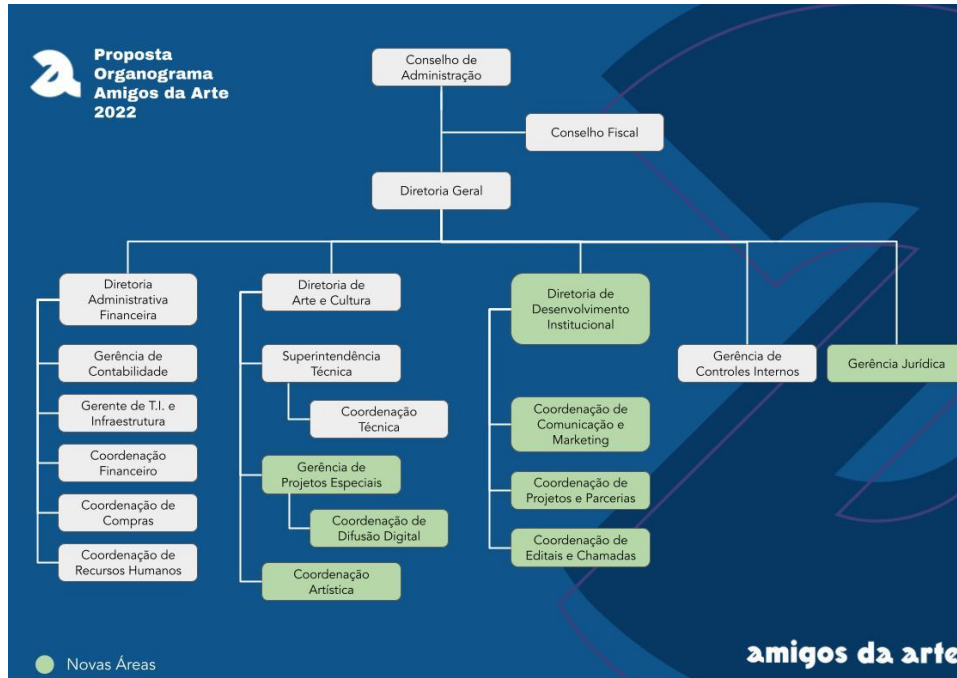 Proposta
Organograma
Amigos da Arte
2022
Conselho de
Administração
Conselho Fiscal
Diretoria Geral
Diretoria
Administrativa
Financeira
Gerência de
Contabilidade
Gerente de T.I. e
Infraestrutura
Coordenação
Financeiro
Coordenação de
Compras
Coordenação de
Recursos Humanos
Diretoria de
Arte e Cultura
Superintendência
Técnica
Coordenação
Técnica
Gerência de
Projetos Especiais
Coordenação de
Difusão Digital
Coordenação
Artística
Diretoria de
Desenvolvimento
Institucional
Coordenação de
Comunicação e
Marketing
Coordenação de
Projetos e Parcerias
Coordenação de
Editais e Chamadas
Gerência de
Controles Internos
Gerência Jurídica
Novas Áreas
amigos da arte